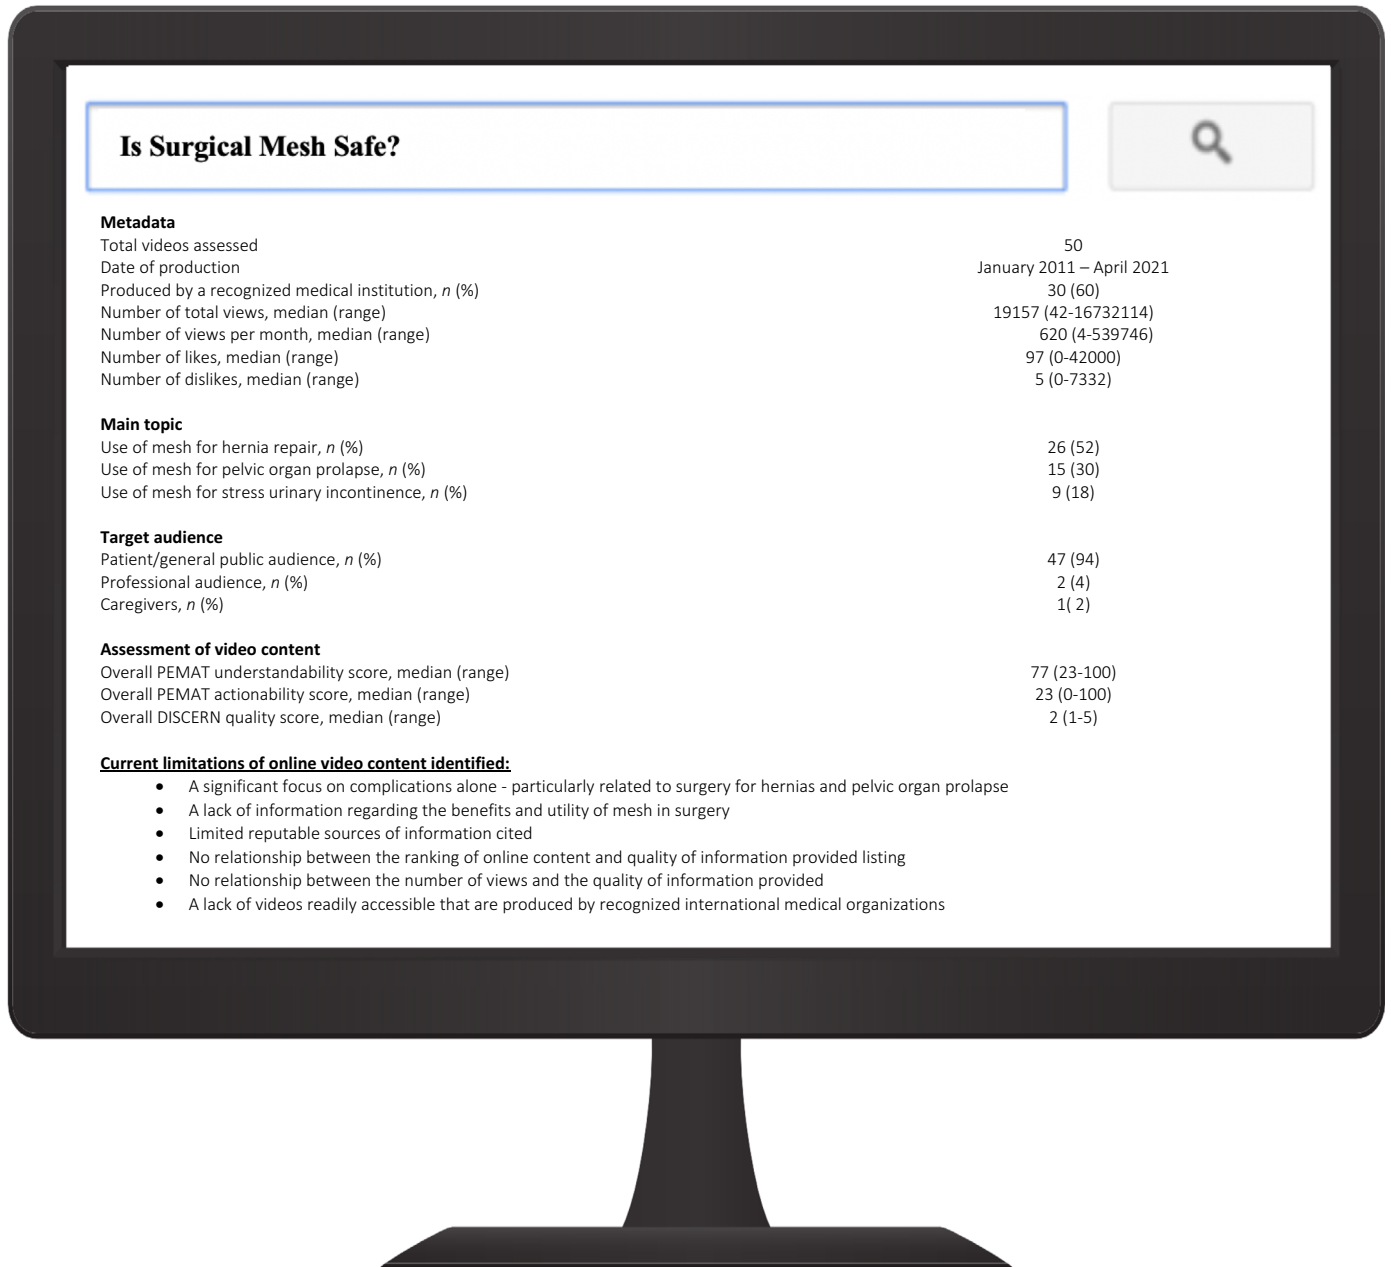 Is Surgical Mesh Safe?
Metadata
Total videos assessed 50
Date of production January 2011 – April 2021
Produced by a recognized medical institution, n (%) 30 (60)
Number of total views, median (range) 19157 (42-16732114)
Number of views per month, median (range) 620 (4-539746)
Number of likes, median (range) 97 (0-42000)
Number of dislikes, median (range) 5 (0-7332)
Main topic
Use of mesh for hernia repair, n (%) 26 (52)
Use of mesh for pelvic organ prolapse, n (%) 15 (30)
Use of mesh for stress urinary incontinence, n (%) 9 (18)
Target audience
Patient/general public audience, n (%) 47 (94)
Professional audience, n (%) 2 (4)
Caregivers, n (%) 1( 2)
Assessment of video content
Overall PEMAT understandability score, median (range) 77 (23-100)
Overall PEMAT actionability score, median (range) 23 (0-100)
Overall DISCERN quality score, median (range) 2 (1-5)
Current limitations of online video content identified:
• A significant focus on complications alone - particularly related to surgery for hernias and pelvic organ prolapse
• A lack of information regarding the benefits and utility of mesh in surgery
• Limited reputable sources of information cited
• No relationship between the ranking of online content and quality of information provided listing
• No relationship between the number of views and the quality of information provided
• A lack of videos readily accessible that are produced by recognized international medical organizations